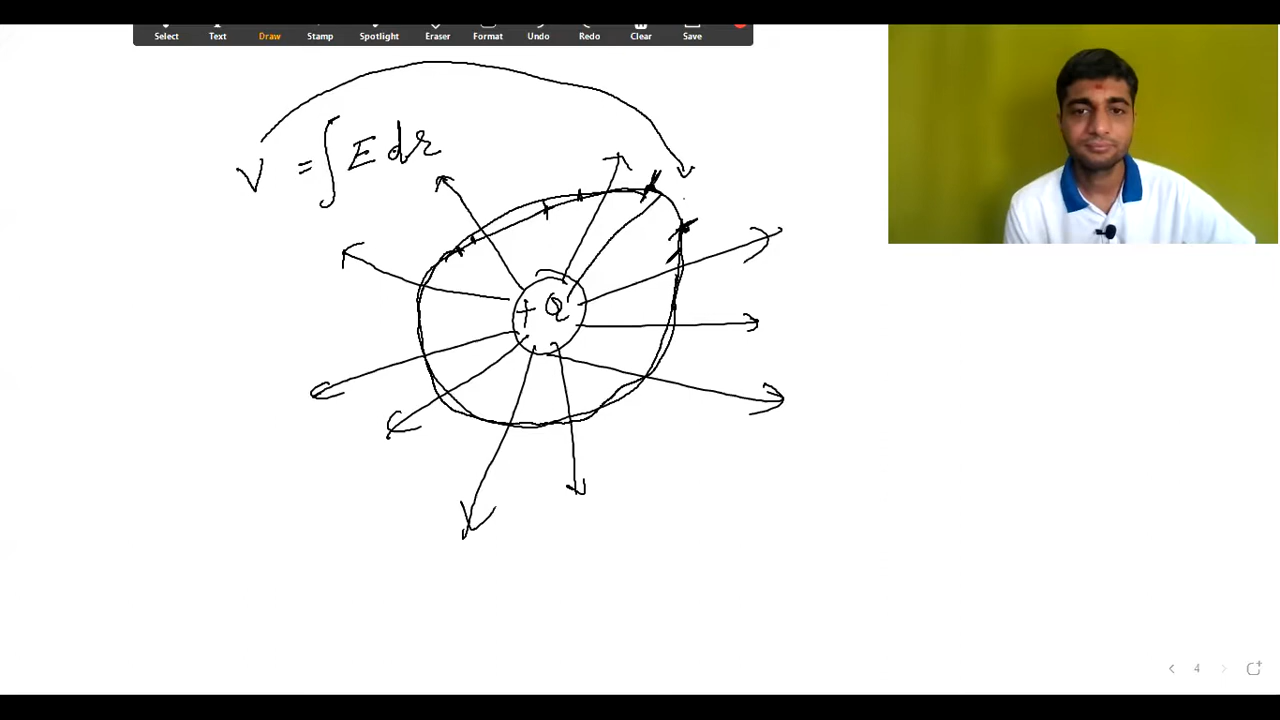 Select Text Draw Stamp Spotlight Eraser Format Undo Redo Clear Save
V = ∫ E dr
+ Q
4